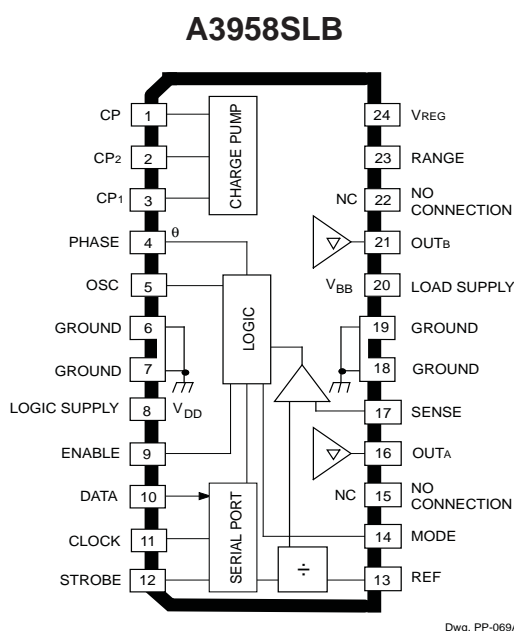 A3958SLB
CP 1
CP2 2
CP1 3
PHASE 4 θ
OSC 5
GROUND 6
GROUND 7
LOGIC SUPPLY 8 VDD
ENABLE 9
DATA 10
CLOCK 11
STROBE 12
CHARGE PUMP
LOGIC
SERIAL PORT
÷
24 VREG
23 RANGE
NC 22 NO
CONNECTION
21 OUTB
VBB 20 LOAD SUPPLY
19 GROUND
18 GROUND
17 SENSE
16 OUTA
NC 15 NO
CONNECTION
14 MODE
13 REF
Dwg. PP-069A